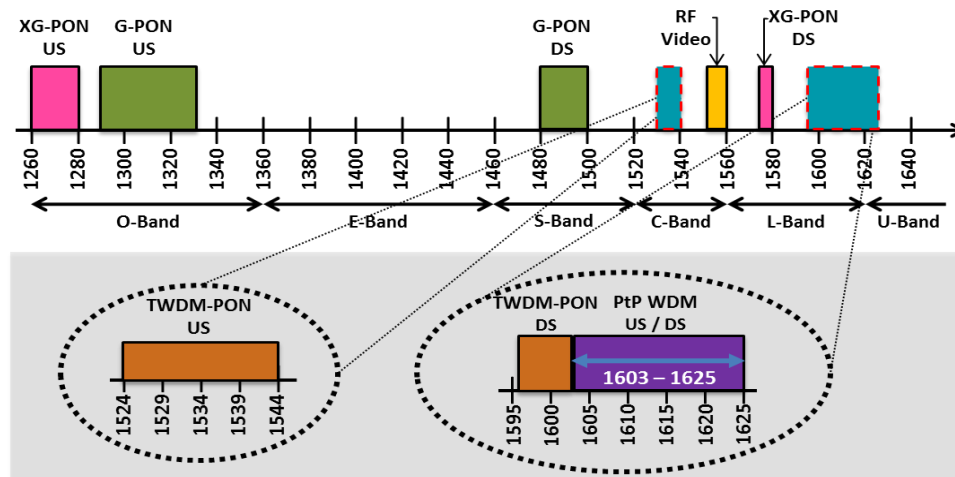 XG-PON
US
G-PON
US
G-PON
DS
RF
Video
XG-PON
DS
1260
1280
1300
1320
1340
1360
1380
1400
1420
1440
1460
1480
1500
1520
1540
1560
1580
1600
1620
1640
O-Band
E-Band
S-Band
C-Band
L-Band
U-Band
TWDM-PON
US
1524
1529
1534
1539
1544
TWDM-PON
DS
PtP WDM
US / DS
1603 – 1625
1595
1600
1605
1610
1615
1620
1625